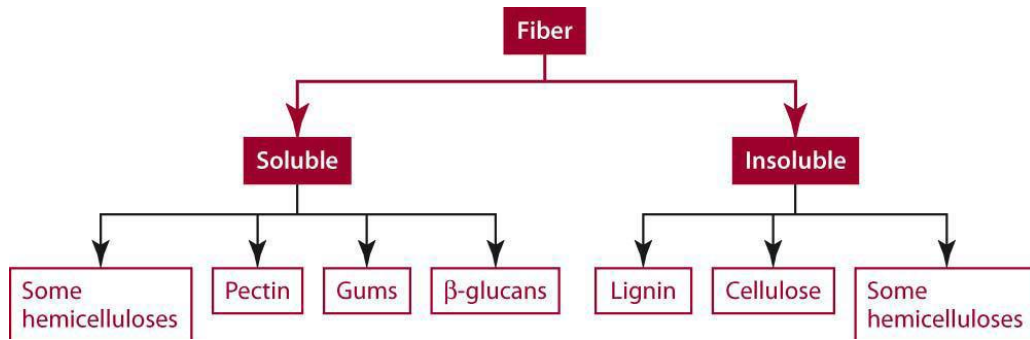 Fiber
Soluble
Insoluble
Some
hemicelluloses
Pectin
Gums
β-glucans
Lignin
Cellulose
Some
hemicelluloses